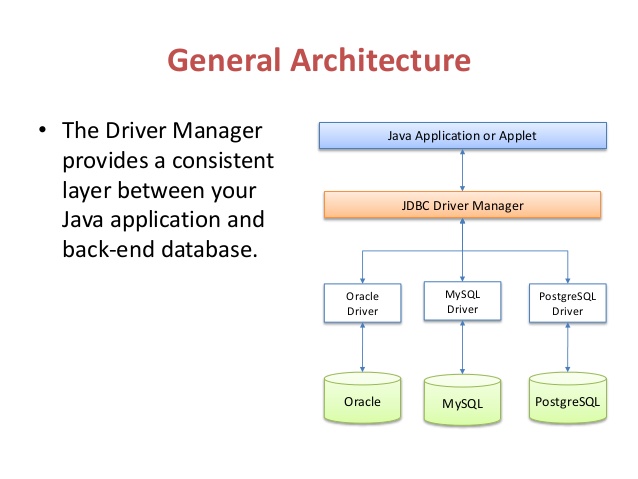 General Architecture
• The Driver Manager
provides a consistent
layer between your
Java application and
back-end database.
Java Application or Applet
JDBC Driver Manager
Oracle
Driver
MySQL
Driver
PostgreSQL
Driver
Oracle
MySQL
PostgreSQL